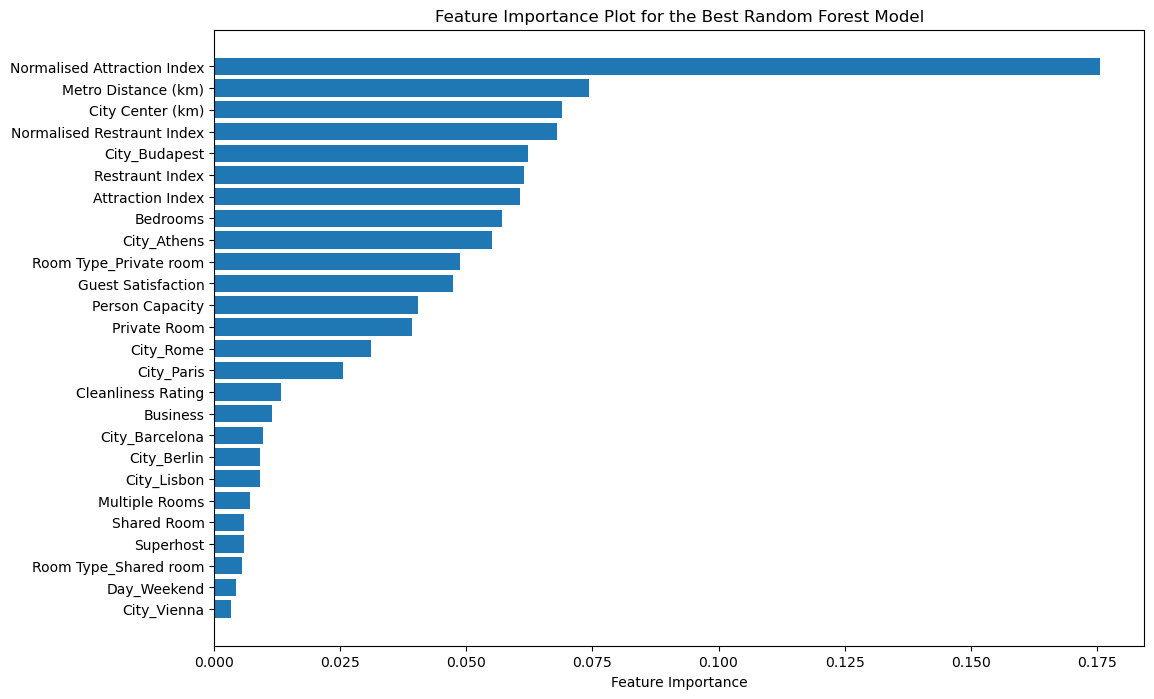 Feature Importance Plot for the Best Random Forest Model
Normalised Attraction Index
Metro Distance (km)
City Center (km)
Normalised Restraunt Index
City_Budapest
Restraunt Index
Attraction Index
Bedrooms
City_Athens
Room Type_Private room
Guest Satisfaction
Person Capacity
Private Room
City_Rome
City_Paris
Cleanliness Rating
Business
City_Barcelona
City_Berlin
City_Lisbon
Multiple Rooms
Shared Room
Superhost
Room Type_Shared room
Day_Weekend
City_Vienna
0.000 0.025 0.050 0.075 0.100 0.125 0.150 0.175
Feature Importance